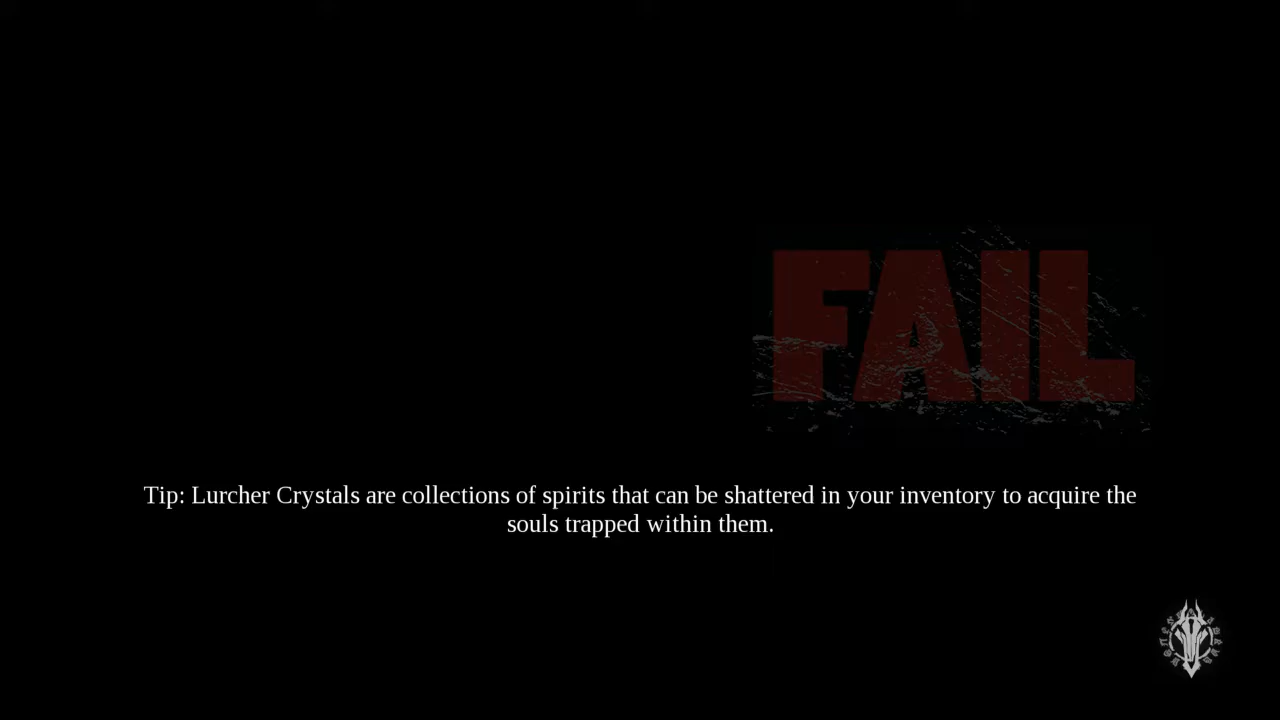 FAIL
Tip: Lurcher Crystals are collections of spirits that can be shattered in your inventory to acquire the
souls trapped within them.